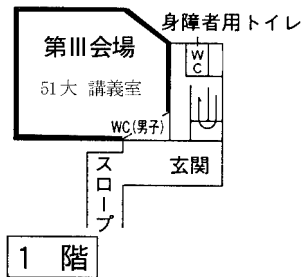 身障者用トイレ
第Ⅲ会場
WC
51大 講義室
WC(男子)
玄関
スロープ
1 階